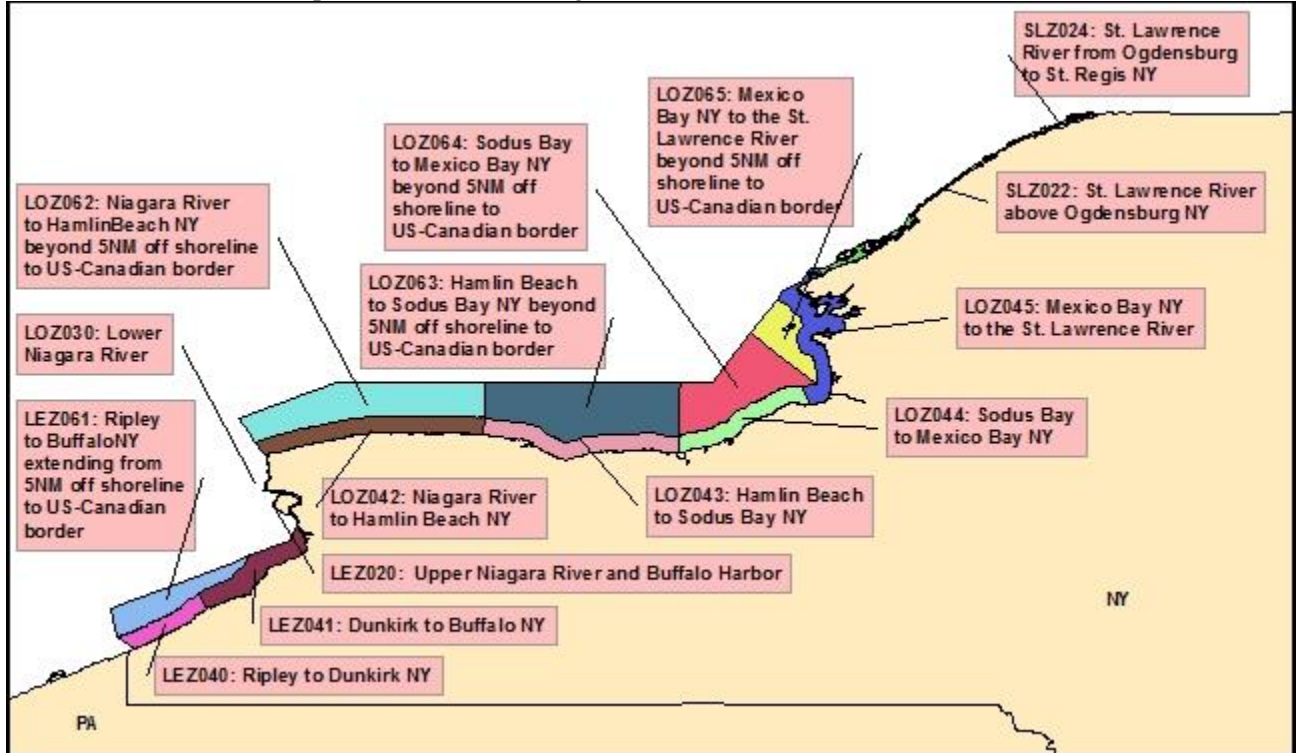 SLZ024: St. Lawrence
River from Ogdensburg
to St. Regis NY
LOZ065: Mexico
Bay NY to the St.
Lawrence River
beyond 5NM off
shoreline to
US-Canadian border
LOZ064: Sodus Bay
to Mexico Bay NY
beyond 5NM off
shoreline to
US-Canadian border
SLZ022: St. Lawrence River
above Ogdensburg NY
LOZ062: Niagara River
to HamlinBeach NY
beyond 5NM off shoreline
to US-Canadian border
LOZ063: Hamlin Beach
to Sodus Bay NY beyond
5NM off shoreline to
US-Canadian border
LOZ045: Mexico Bay NY
to the St. Lawrence River
LOZ030: Lower
Niagara River
LEZ061: Ripley
to BuffaloNY
extending from
5NM off shoreline
to US-Canadian
border
LOZ044: Sodus Bay
to Mexico Bay NY
LOZ042: Niagara River
to Hamlin Beach NY
LOZ043: Hamlin Beach
to Sodus Bay NY
LEZ020: Upper Niagara River and Buffalo Harbor
NY
LEZ041: Dunkirk to Buffalo NY
LEZ040: Ripley to Dunkirk NY
PA